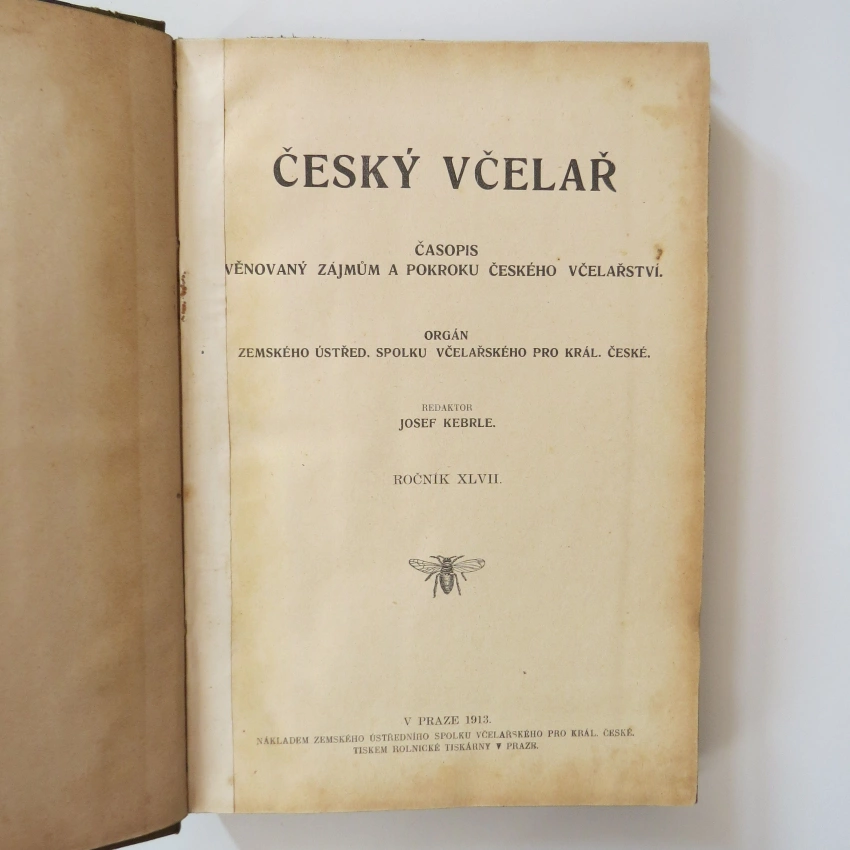 ČESKÝ VČELAŘ
ČASOPIS
VĚNOVANÝ ZÁJMŮM A POKROKU ČESKÉHO VČELAŘSTVÍ.
ORGÁN
ZEMSKÉHO ÚSTŘED. SPOLKU VČELAŘSKÉHO PRO KRÁL. ČESKÉ.
REDAKTOR
JOSEF KEBRLE.
ROČNÍK XLVII.
V PRAZE 1913.
NÁKLADEM ZEMSKÉHO ÚSTŘEDNÍHO SPOLKU VČELAŘSKÉHO PRO KRÁL. ČESKÉ.
TISKEM ROLNICKÉ TISKÁRNY V PRAZE.